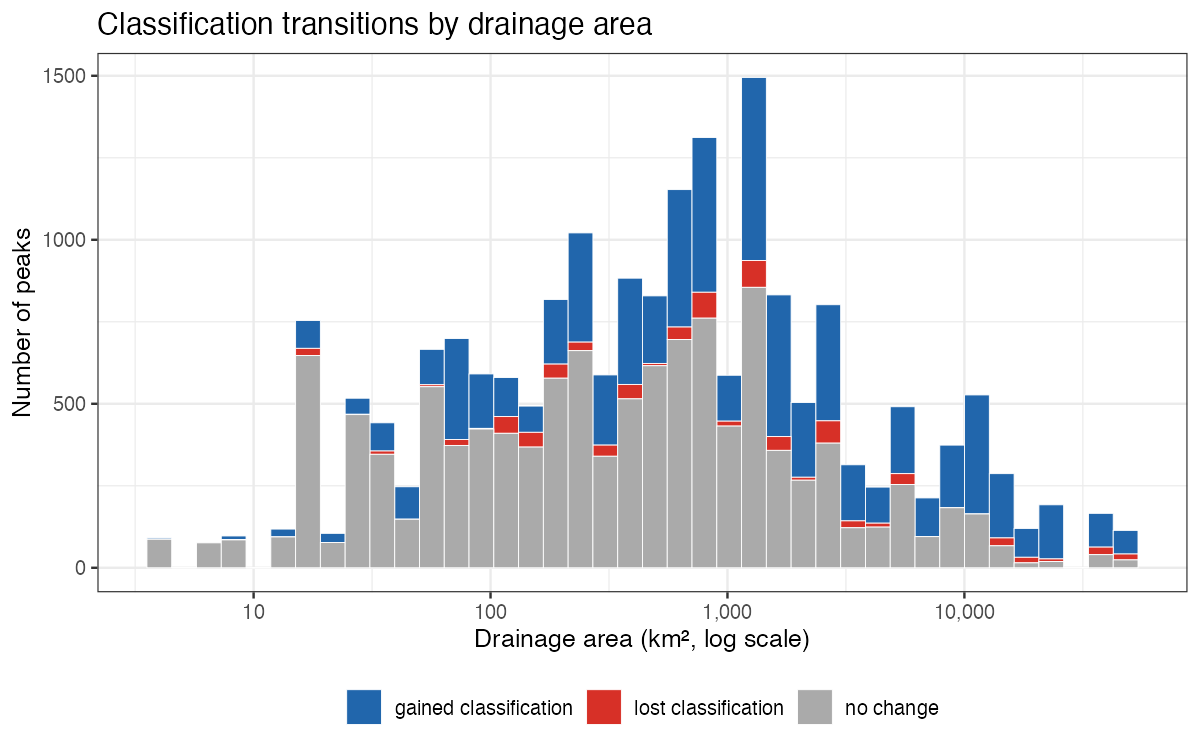 Classification transitions by drainage area
1500
1000
500
0
Number of peaks
10
100
1,000
10,000
Drainage area (km², log scale)
gained classification
lost classification
no change